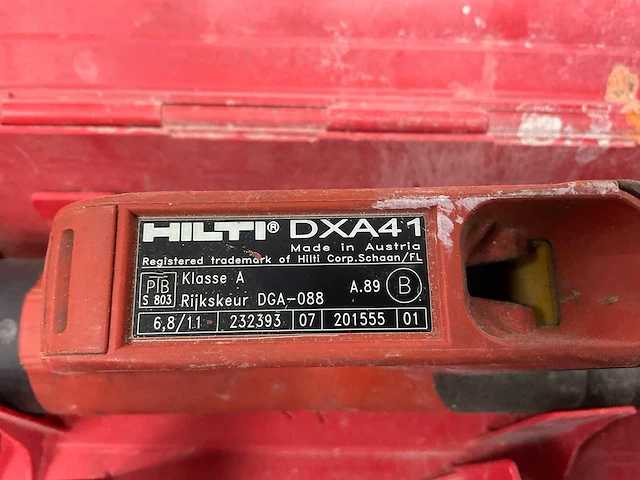 HILTI® DXA41
Made in Austria
Registered trademark of Hilti Corp.Schaan/FL
PTB S 803
Klasse A
A.89 B
Rijkskeur DGA-088
6,8/11 232393 07 201555 01